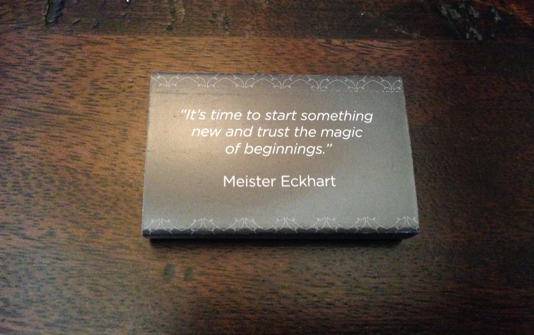 "It's time to start something
new and trust the magic
of beginnings."
Meister Eckhart